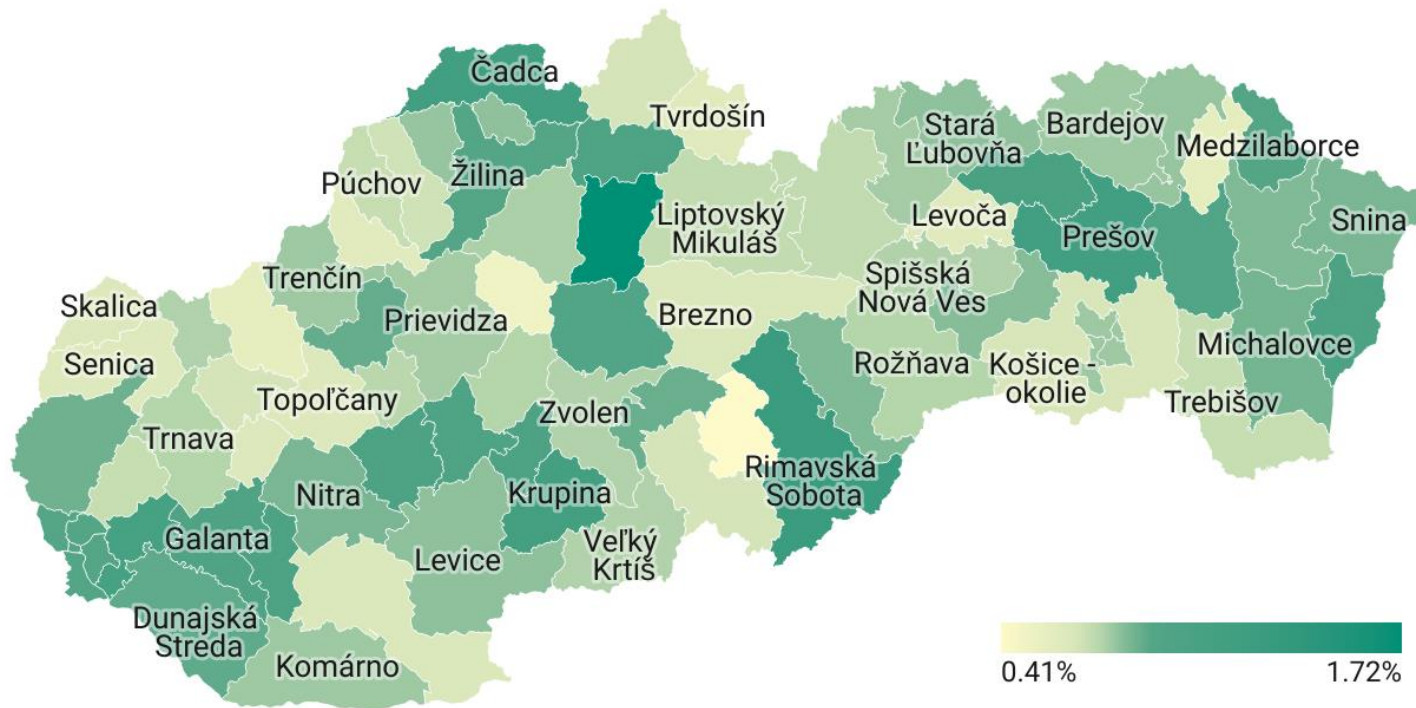 Čadca
Tvrdošín
Stará
Ľubovňa
Bardejov
Medzilaborce
Púchov
Žilina
Liptovský
Mikuláš
Levoča
Prešov
Snina
Trenčín
Spišská
Nová Ves
Skalica
Prievidza
Brezno
Senica
Michalovce
Rožňava
Košice -
okolie
Topoľčany
Zvolen
Trebišov
Trnava
Rimavská
Sobota
Nitra
Krupina
Galanta
Veľký
Krtíš
Levice
Dunajská
Streda
Komárno
0.41%
1.72%